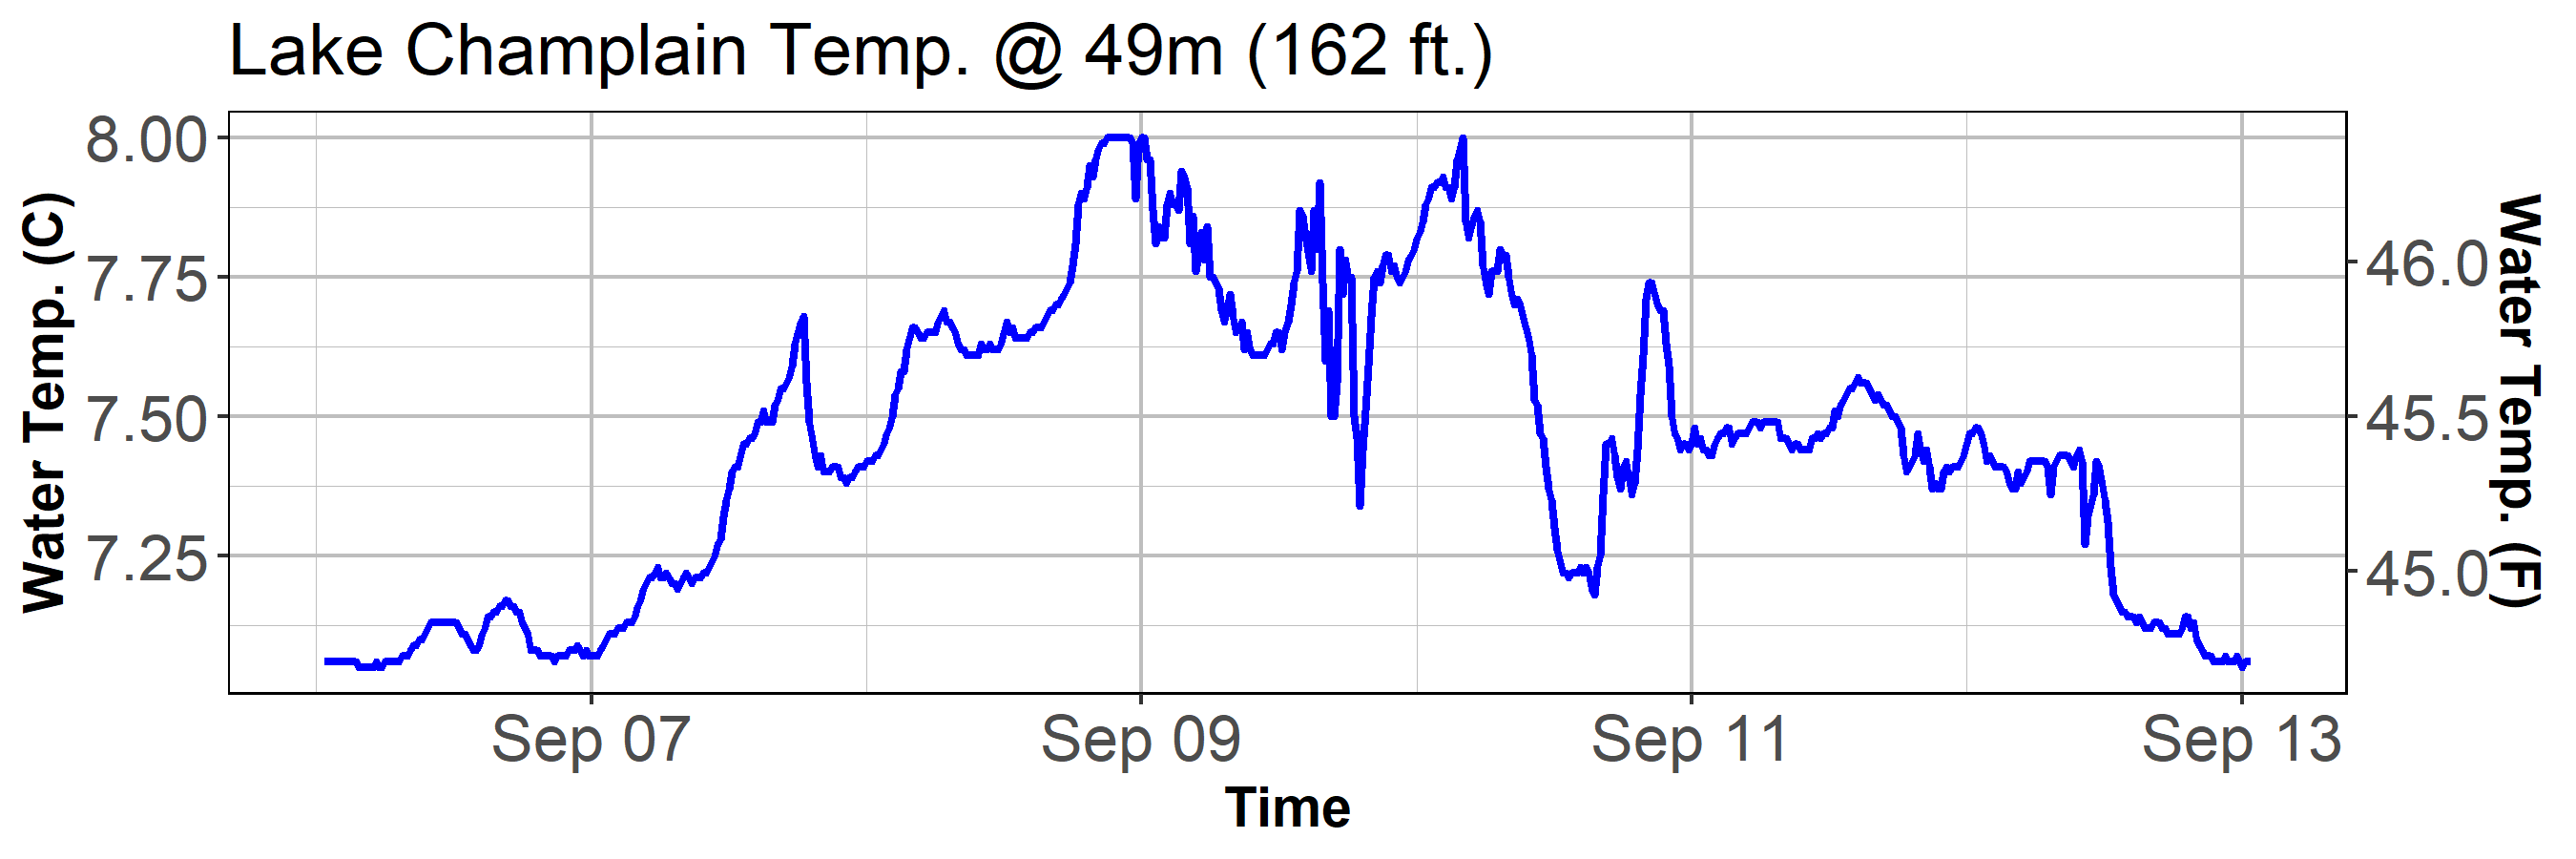 Lake Champlain Temp. @ 49m (162 ft.)
Water Temp. (C)
8.00
7.75
7.50
7.25
46.0
45.5
45.0
Water Temp. (F)
Sep 07
Sep 09
Sep 11
Sep 13
Time